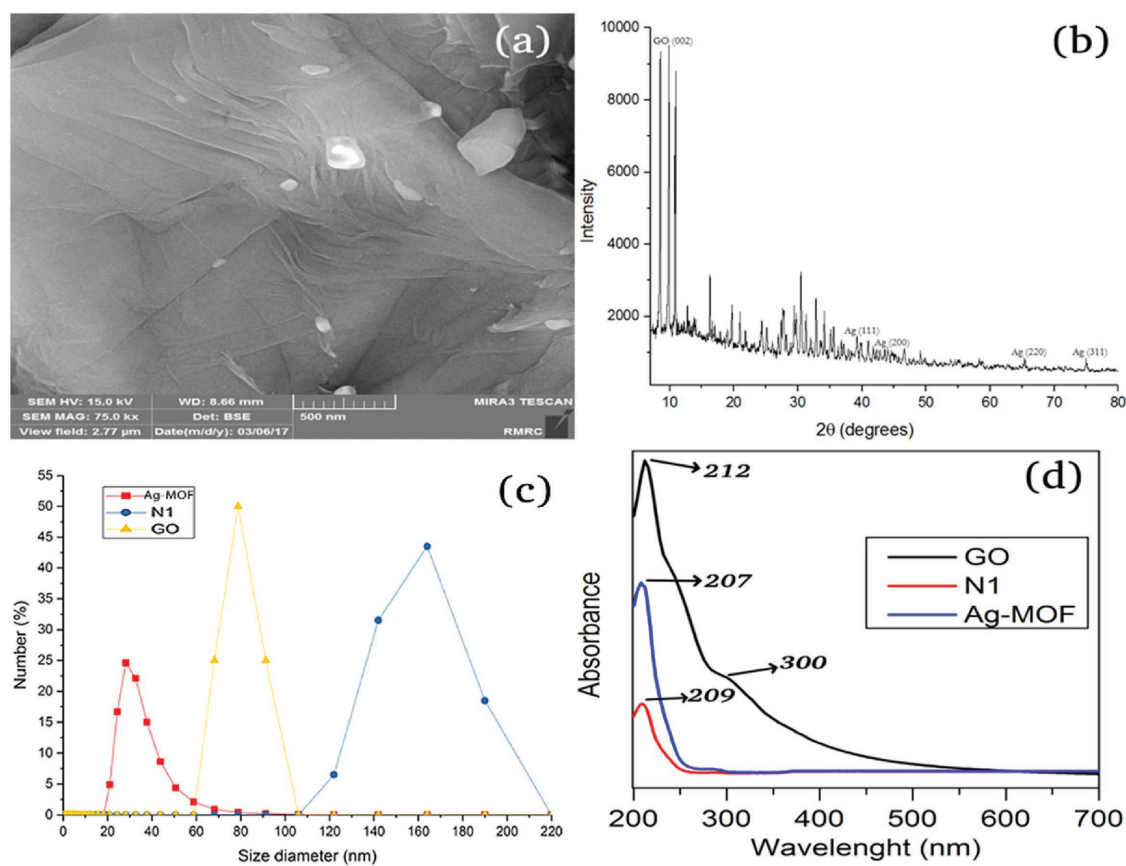 (a)
SEM HV: 15.0 kV WD: 8.66 mm MIRA3 TESCAN
SEM MAG: 75.0 kx Det: BSE 500 nm
View field: 2.77 µm Date(m/d/y): 03/06/17 RMRC
(b)
10000
8000
6000
4000
2000
Intensity
GO (002)
Ag (111)
Ag (200)
Ag (220)
Ag (311)
10 20 30 40 50 60 70 80
2θ (degrees)
(c)
55
50
45
40
35
30
25
20
15
10
5
0
Number (%)
Ag-MOF
N1
GO
0 20 40 60 80 100 120 140 160 180 200 220
Size diameter (nm)
(d)
212
207
300
209
GO
N1
Ag-MOF
Absorbance
200 300 400 500 600 700
Wavelenght (nm)